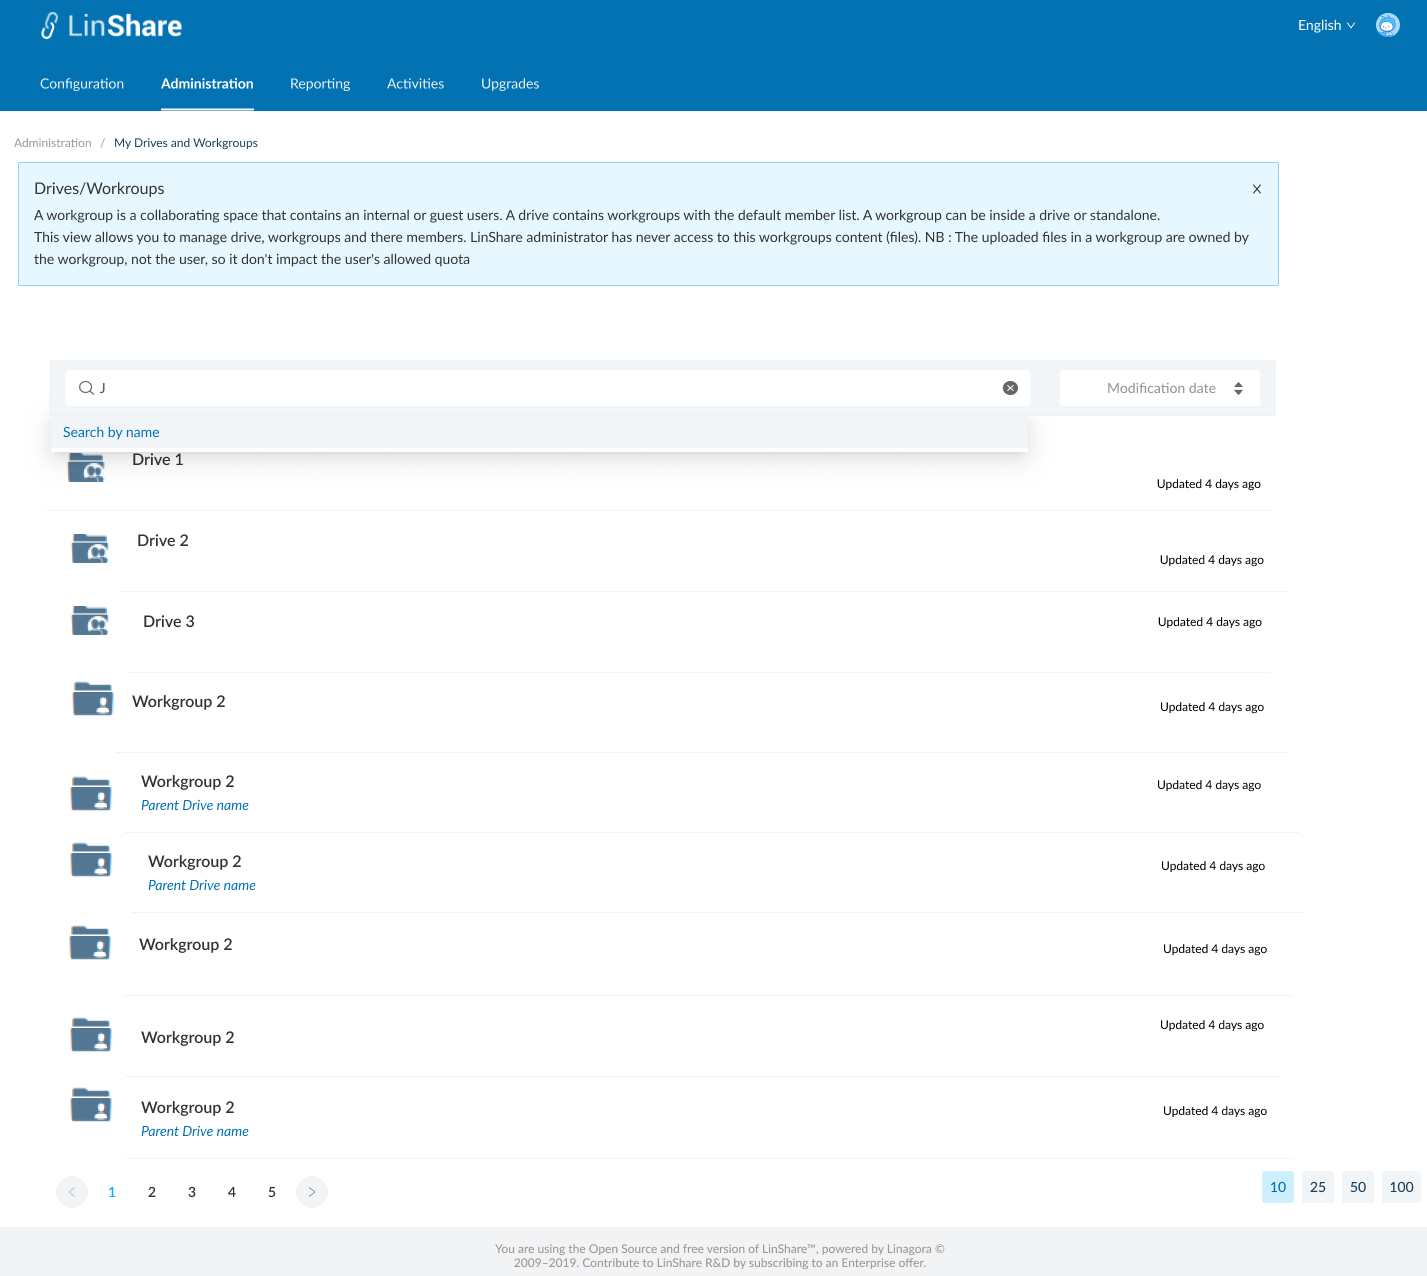 LinShare
English
Configuration Administration Reporting Activities Upgrades
Administration / My Drives and Workgroups
Drives/Workroups
X
A workgroup is a collaborating space that contains an internal or guest users. A drive contains workgroups with the default member list. A workgroup can be inside a drive or standalone.
This view allows you to manage drive, workgroups and there members. LinShare administrator has never access to this workgroups content (files). NB : The uploaded files in a workgroup are owned by
the workgroup, not the user, so it don't impact the user's allowed quota
J
Modification date
Search by name
Drive 1
Updated 4 days ago
Drive 2
Updated 4 days ago
Drive 3
Updated 4 days ago
Workgroup 2
Updated 4 days ago
Workgroup 2
Updated 4 days ago
Parent Drive name
Workgroup 2
Updated 4 days ago
Parent Drive name
Workgroup 2
Updated 4 days ago
Workgroup 2
Updated 4 days ago
Workgroup 2
Updated 4 days ago
Parent Drive name
< 1 2 3 4 5 >
10 25 50 100
You are using the Open Source and free version of LinShare™, powered by Linagora ©
2009–2019. Contribute to LinShare R&D by subscribing to an Enterprise offer.